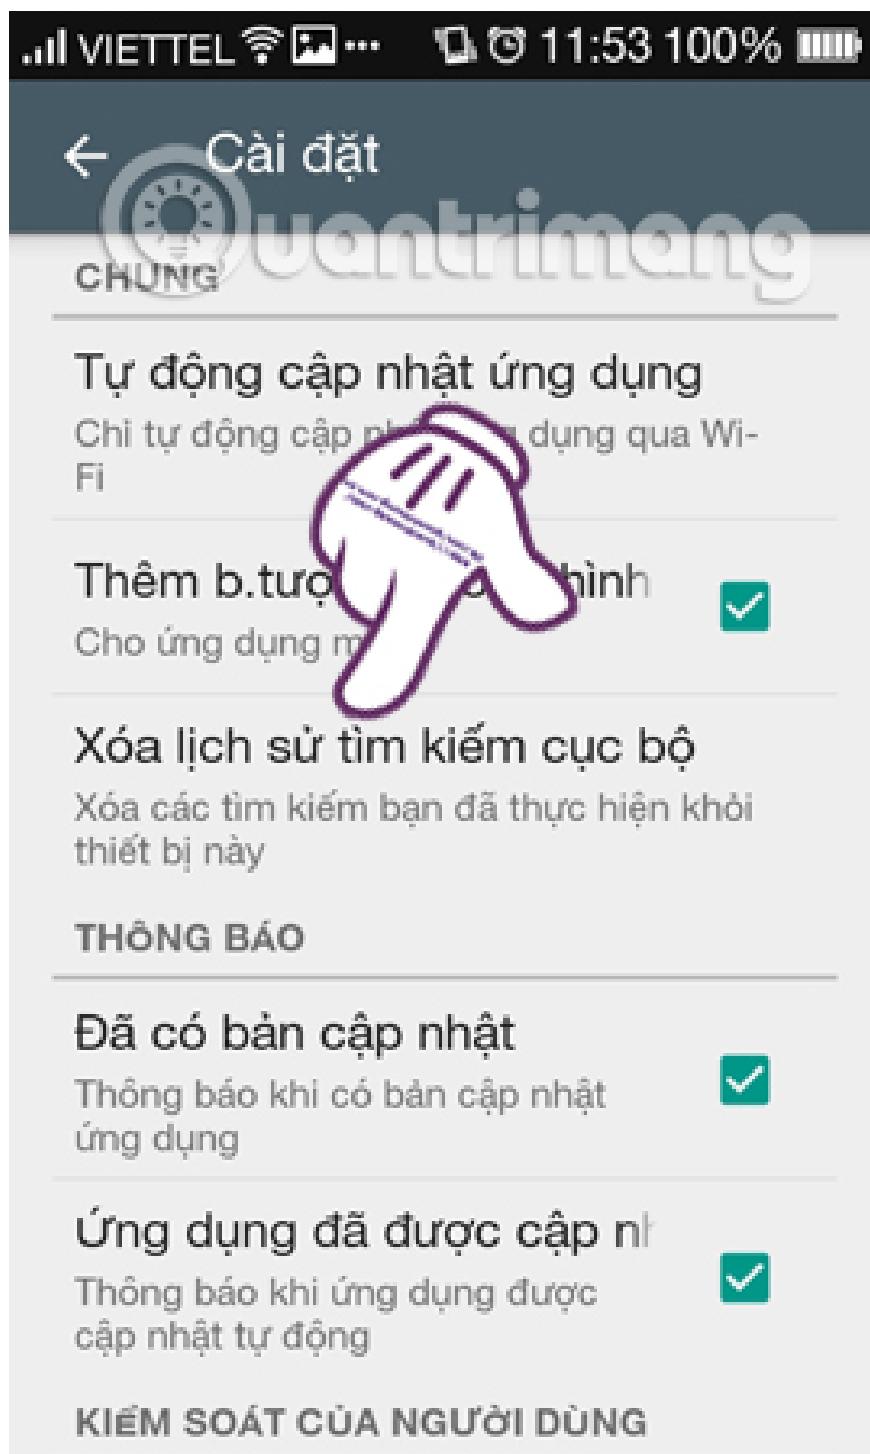 VIETTEL 11:53 100%
Cài đặt
Quantrimang
CHUNG
Tự động cập nhật ứng dụng
Chỉ tự động cập dụng qua Wi-
Fi
Thêm hình
Cho ứng dụng
Xóa lịch sử tìm kiếm cục bộ
Xóa các tìm kiếm bạn đã thực hiện khỏi
thiết bị này
THÔNG BÁO
Đã có bản cập nhật
Thông báo khi có bản cập nhật
ứng dụng
Ứng dụng đã được cập
Thông báo khi ứng dụng được
cập nhật tự động
KIỂM SOÁT CỦA NGƯỜI DÙNG